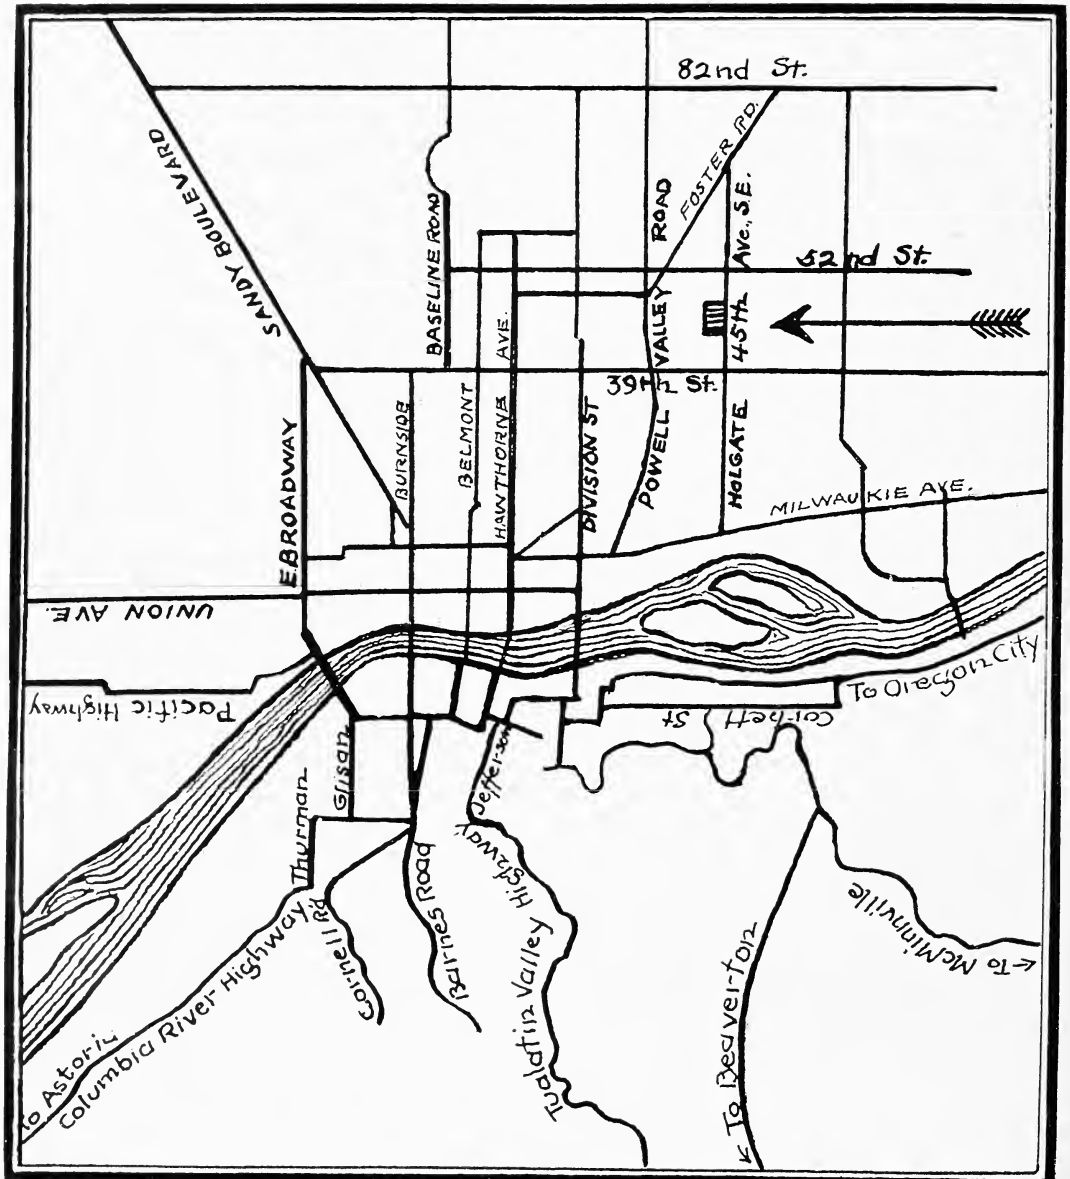 82nd St.
FOSTER RD.
SANDY BOULEVARD
BASELINE ROAD
POWELL VALLEY ROAD
HOLGATE 45th Ave., S.E.
52nd St.
39th St.
E. BROADWAY
BURNSIDE
BELMONT
HAWTHORNE AVE.
DIVISION ST
MILWAUKIE AVE.
UNION AVE.
Pacific Highway
To Oregon City
Corbett St
Glisan
Jefferson
Thurman
Highway
Cornell Rd
Barnes Road
Tualatin Valley Highway
To McMinnville
To Beaverton
To Astoria
Columbia River Highway